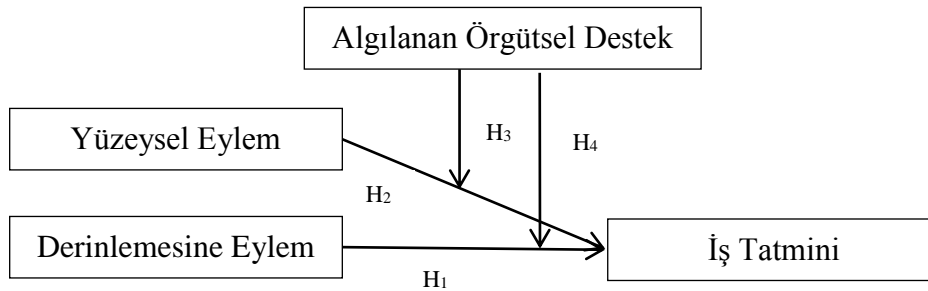 Algılanan Örgütsel Destek
Yüzeysel Eylem
H3
H4
H2
Derinlemesine Eylem
İş Tatmini
H1